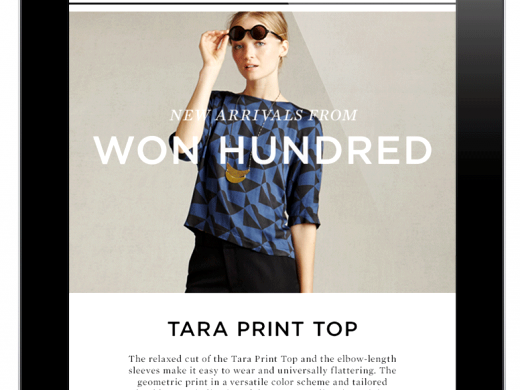 NEW ARRIVALS FROM
WON HUNDRED
TARA PRINT TOP
The relaxed cut of the Tara Print Top and the elbow-length
sleeves make it easy to wear and universally flattering. The
geometric print in a versatile color scheme and tailored